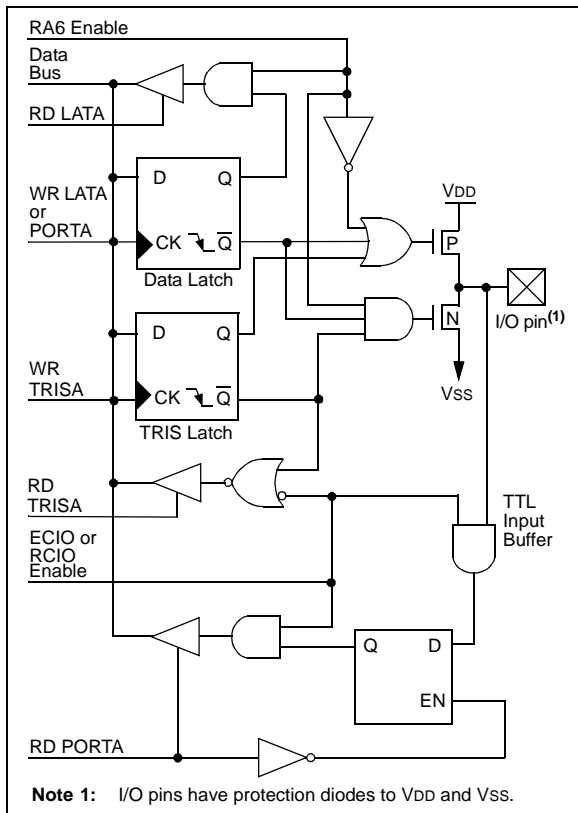 RA6 Enable
Data
Bus
RD LATA
WR LATA
or
PORTA
D Q
CK Q
Data Latch
VDD
P
N
I/O pin(1)
VSS
D Q
CK Q
TRIS Latch
WR
TRISA
RD
TRISA
ECIO or
RCIO
Enable
TTL
Input
Buffer
Q D
EN
RD PORTA
Note 1: I/O pins have protection diodes to VDD and VSS.